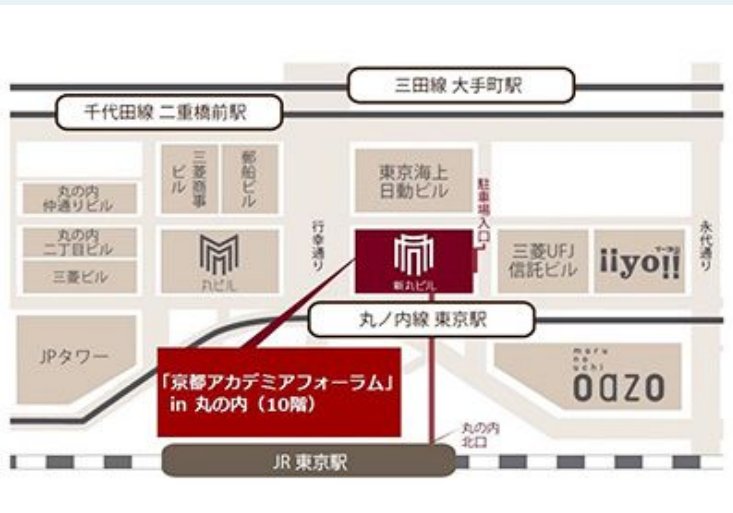 三田線 大手町駅
千代田線 二重橋前駅
三菱商事
ビル
郵船ビル
東京海上
日動ビル
駐車場入口
丸の内
仲通りビル
丸の内
二丁目ビル
三菱ビル
丸ビル
行幸通り
新丸ビル
三菱UFJ
信託ビル
イーヨ!!
iiyo!!
永代通り
丸ノ内線 東京駅
JPタワー
「京都アカデミアフォーラム」
in 丸の内（10階）
maru
no
uchi
oazo
丸の内
北口
JR 東京駅